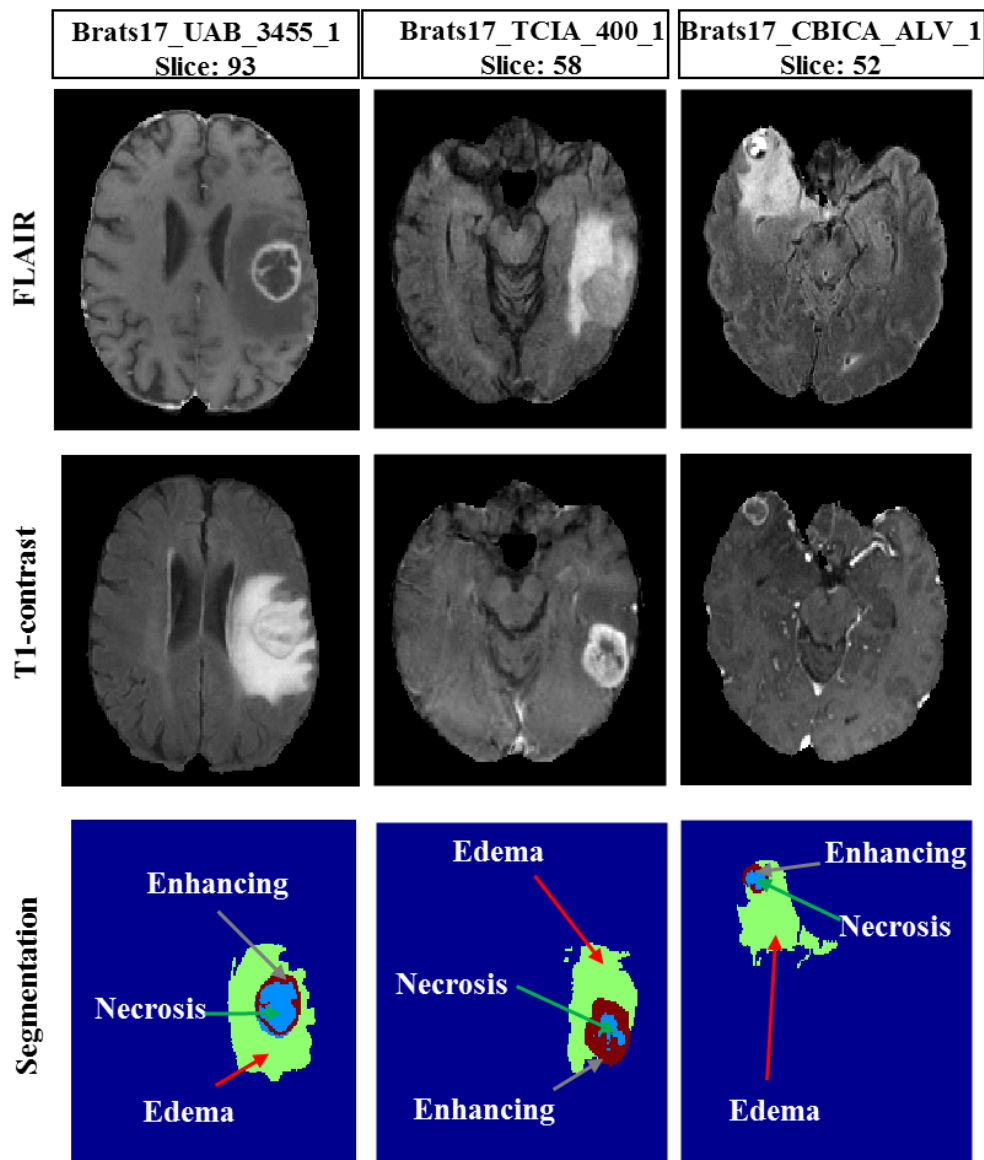 Brats17_UAB_3455_1
Slice: 93
Brats17_TCIA_400_1
Slice: 58
Brats17_CBICA_ALV_1
Slice: 52
FLAIR
T1-contrast
Segmentation
Enhancing
Necrosis
Edema
Edema
Necrosis
Enhancing
Enhancing
Necrosis
Edema